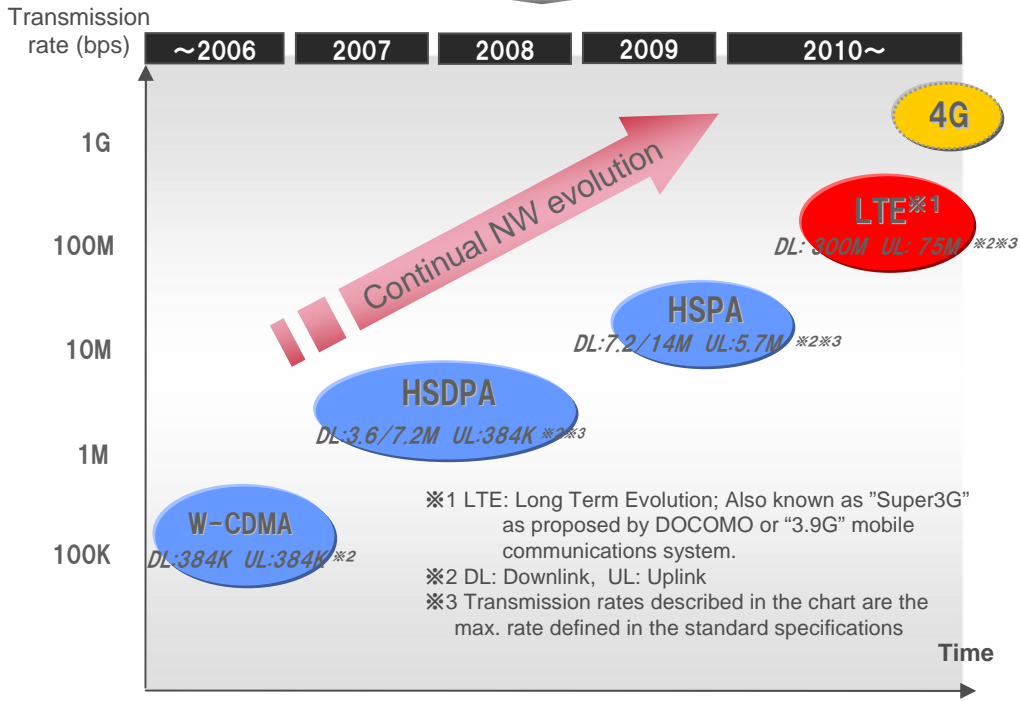 Transmission
rate (bps)
～2006
2007
2008
2009
2010～
4G
1G
Continual NW evolution
LTE※1
DL: 300M UL: 75M ※2※3
100M
HSPA
DL:7.2/14M UL:5.7M ※2※3
10M
HSDPA
DL:3.6/7.2M UL:384K ※2※3
1M
※1 LTE: Long Term Evolution; Also known as ”Super3G”
as proposed by DOCOMO or “3.9G” mobile
communications system.
W-CDMA
DL:384K UL:384K ※2
100K
※2 DL: Downlink, UL: Uplink
※3 Transmission rates described in the chart are the
max. rate defined in the standard specifications
Time